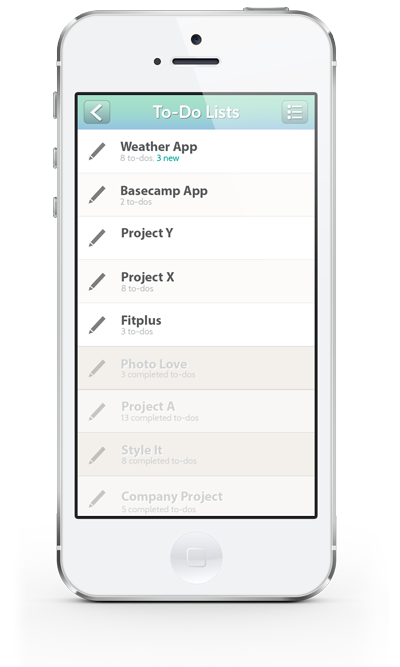 To-Do Lists
Weather App
8 to-dos, 3 new
Basecamp App
2 to-dos
Project Y
Project X
8 to-dos
Fitplus
3 to-dos
Photo Love
3 completed to-dos
Project A
13 completed to-dos
Style It
8 completed to-dos
Company Project
5 completed to-dos